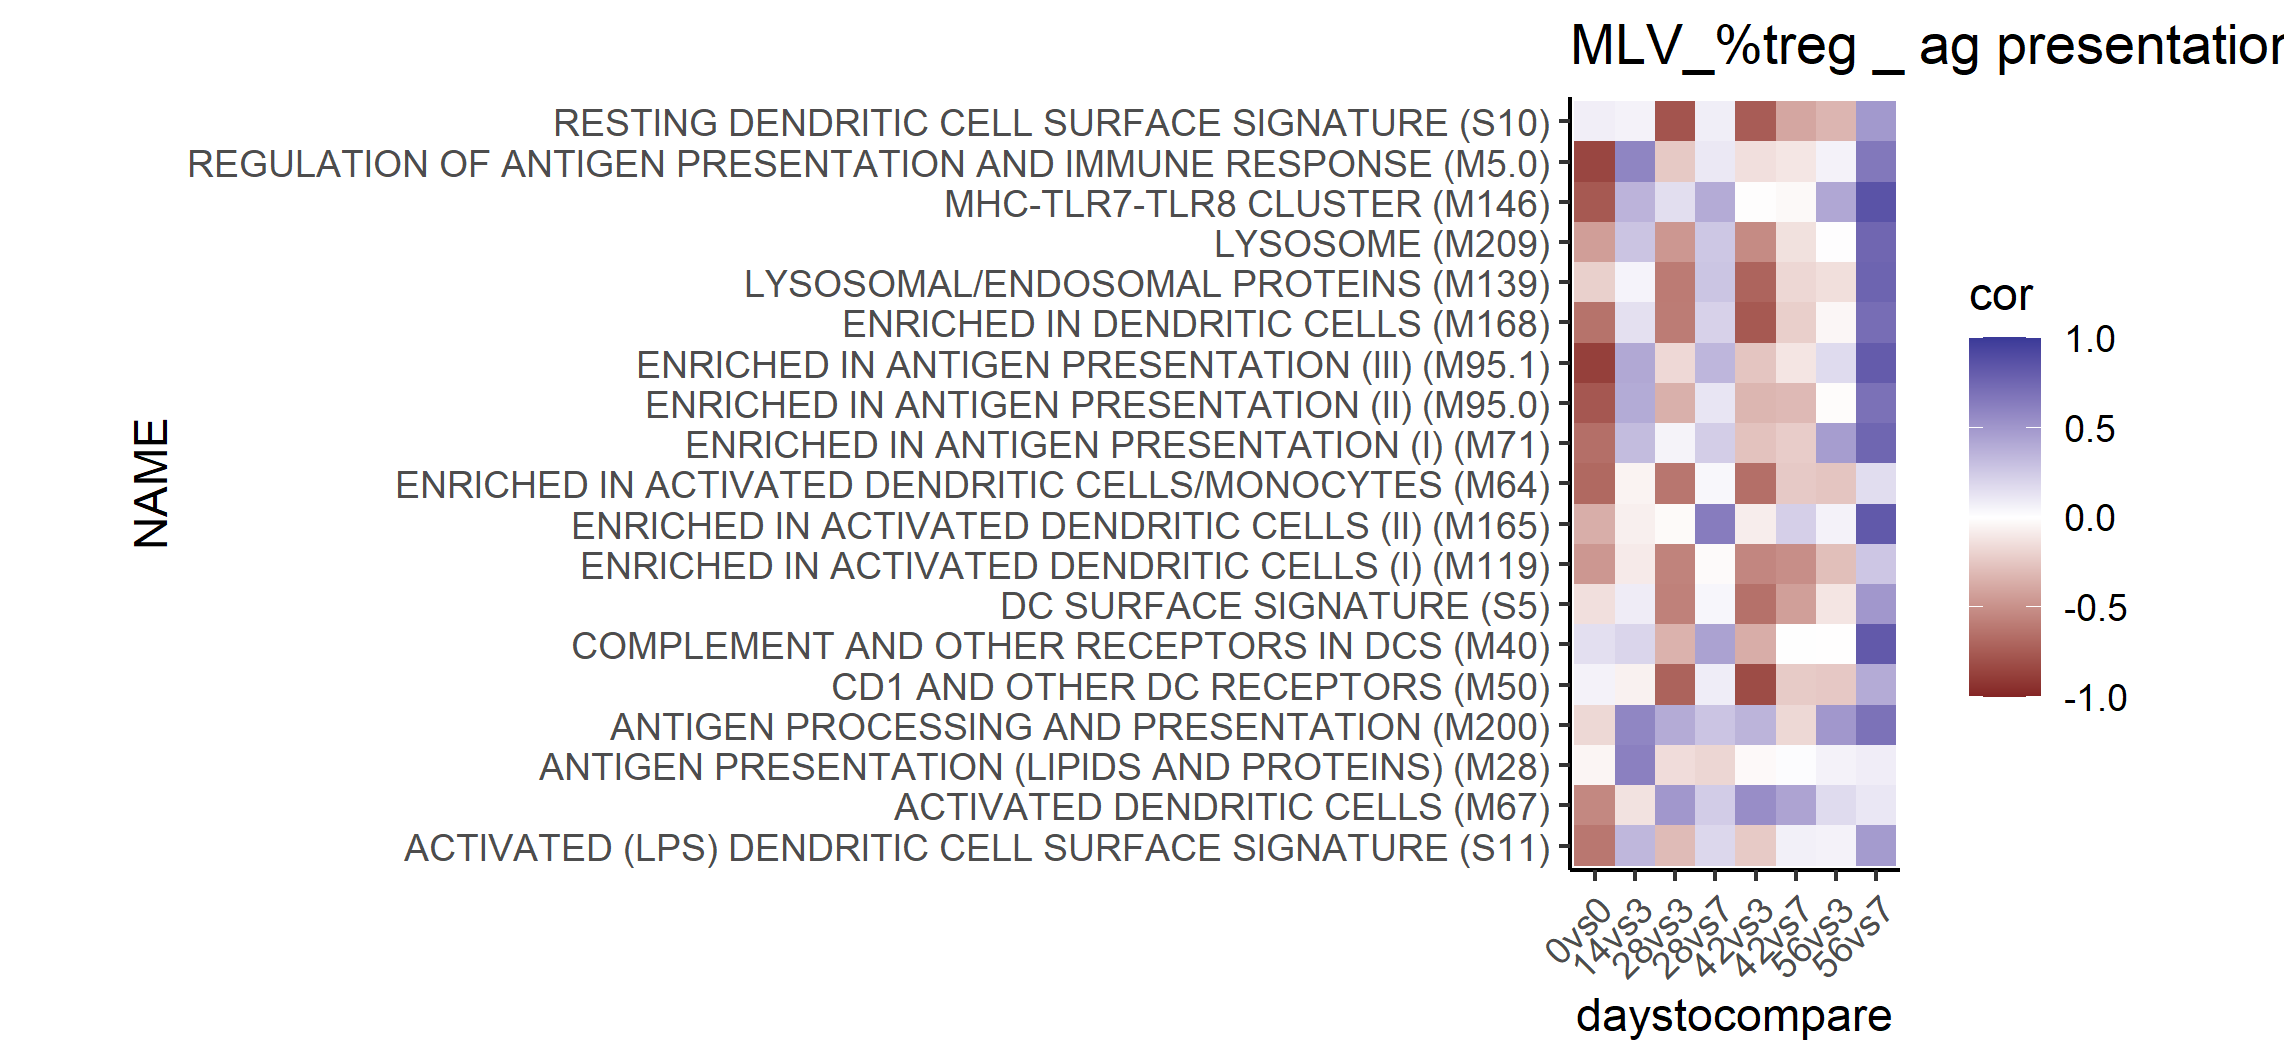 MLV_%treg _ ag presentation
NAME
RESTING DENDRITIC CELL SURFACE SIGNATURE (S10)
REGULATION OF ANTIGEN PRESENTATION AND IMMUNE RESPONSE (M5.0)
MHC-TLR7-TLR8 CLUSTER (M146)
LYSOSOME (M209)
LYSOSOMAL/ENDOSOMAL PROTEINS (M139)
ENRICHED IN DENDRITIC CELLS (M168)
ENRICHED IN ANTIGEN PRESENTATION (III) (M95.1)
ENRICHED IN ANTIGEN PRESENTATION (II) (M95.0)
ENRICHED IN ANTIGEN PRESENTATION (I) (M71)
ENRICHED IN ACTIVATED DENDRITIC CELLS/MONOCYTES (M64)
ENRICHED IN ACTIVATED DENDRITIC CELLS (II) (M165)
ENRICHED IN ACTIVATED DENDRITIC CELLS (I) (M119)
DC SURFACE SIGNATURE (S5)
COMPLEMENT AND OTHER RECEPTORS IN DCS (M40)
CD1 AND OTHER DC RECEPTORS (M50)
ANTIGEN PROCESSING AND PRESENTATION (M200)
ANTIGEN PRESENTATION (LIPIDS AND PROTEINS) (M28)
ACTIVATED DENDRITIC CELLS (M67)
ACTIVATED (LPS) DENDRITIC CELL SURFACE SIGNATURE (S11)
0vs0
14vs3
28vs3
28vs7
42vs3
42vs7
56vs3
56vs7
daystocompare
cor
1.0
0.5
0.0
-0.5
-1.0